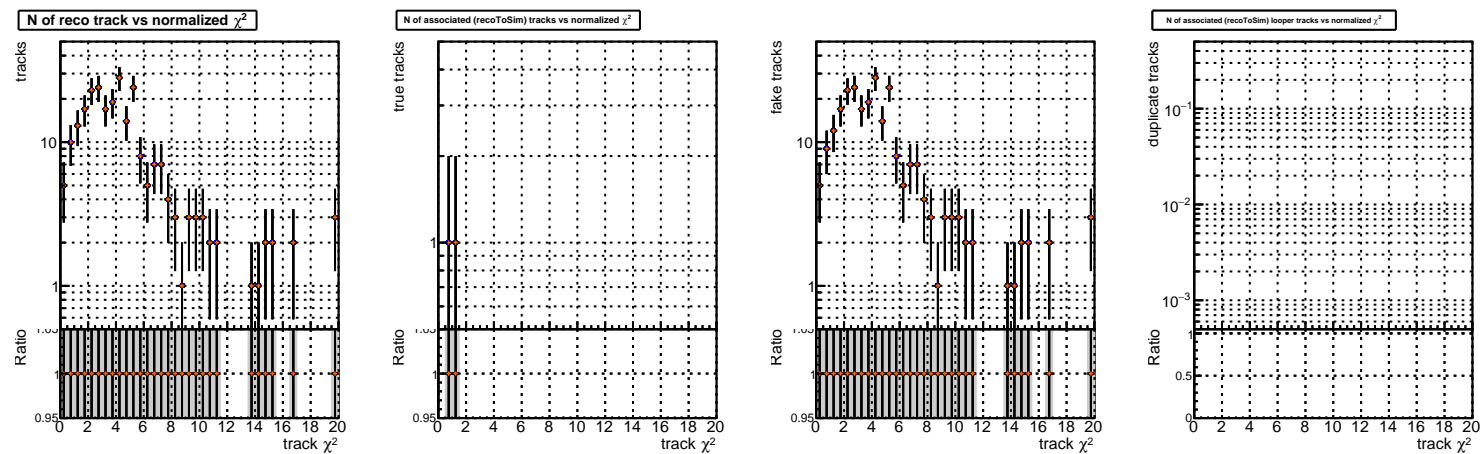 N of reco track vs normalized χ²
tracks
10
1
Ratio
1.05
1
0.95
0 2 4 6 8 10 12 14 16 18 20
track χ²
N of associated (recoToSim) tracks vs normalized χ²
true tracks
1
Ratio
1.05
1
0.95
0 2 4 6 8 10 12 14 16 18 20
track χ²
fake tracks
10
1
Ratio
1.05
1
0.95
0 2 4 6 8 10 12 14 16 18 20
track χ²
N of associated (recoToSim) looper tracks vs normalized χ²
duplicate tracks
10⁻¹
10⁻²
10⁻³
Ratio
1
0.5
0
0 2 4 6 8 10 12 14 16 18 20
track χ²